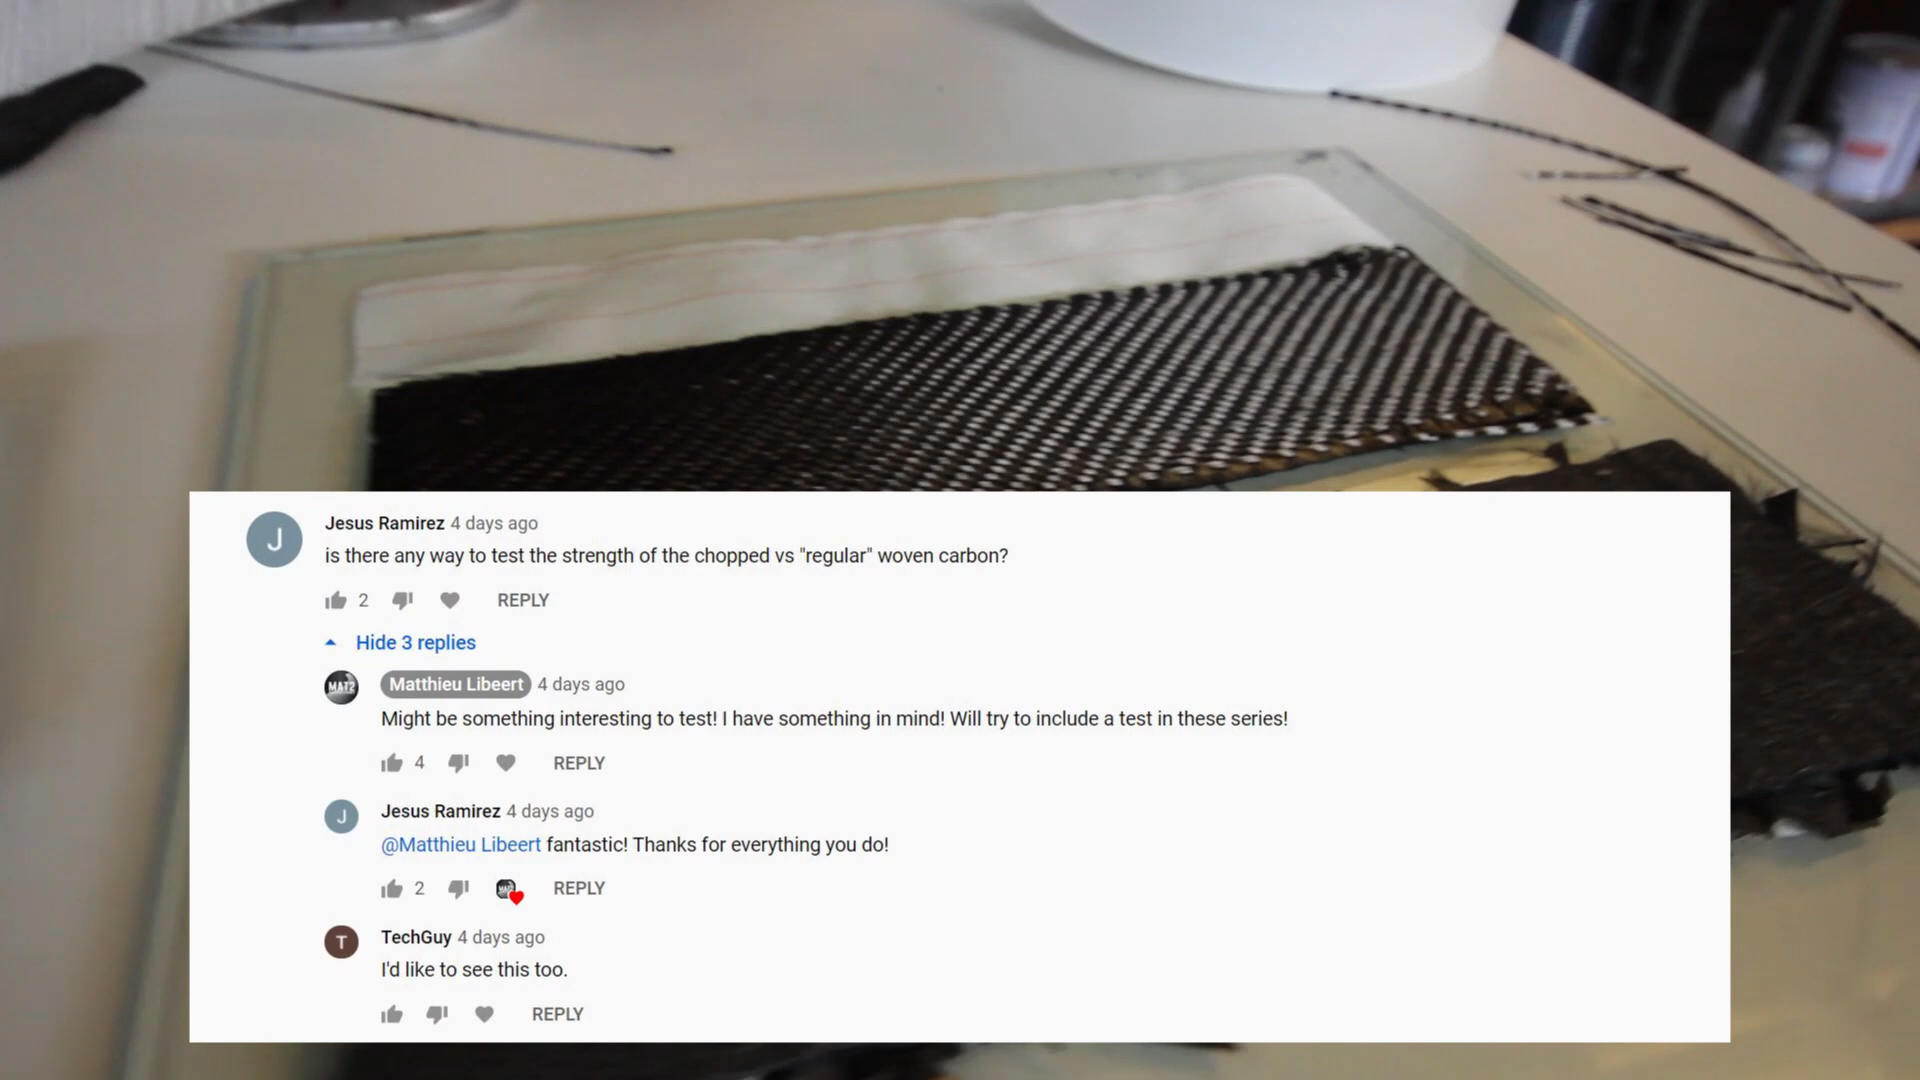 J
Jesus Ramirez 4 days ago
is there any way to test the strength of the chopped vs "regular" woven carbon?
2 REPLY
Hide 3 replies
MAT2
Matthieu Libeert 4 days ago
Might be something interesting to test! I have something in mind! Will try to include a test in these series!
4 REPLY
J
Jesus Ramirez 4 days ago
@Matthieu Libeert fantastic! Thanks for everything you do!
2 REPLY
T
TechGuy 4 days ago
I'd like to see this too.
REPLY